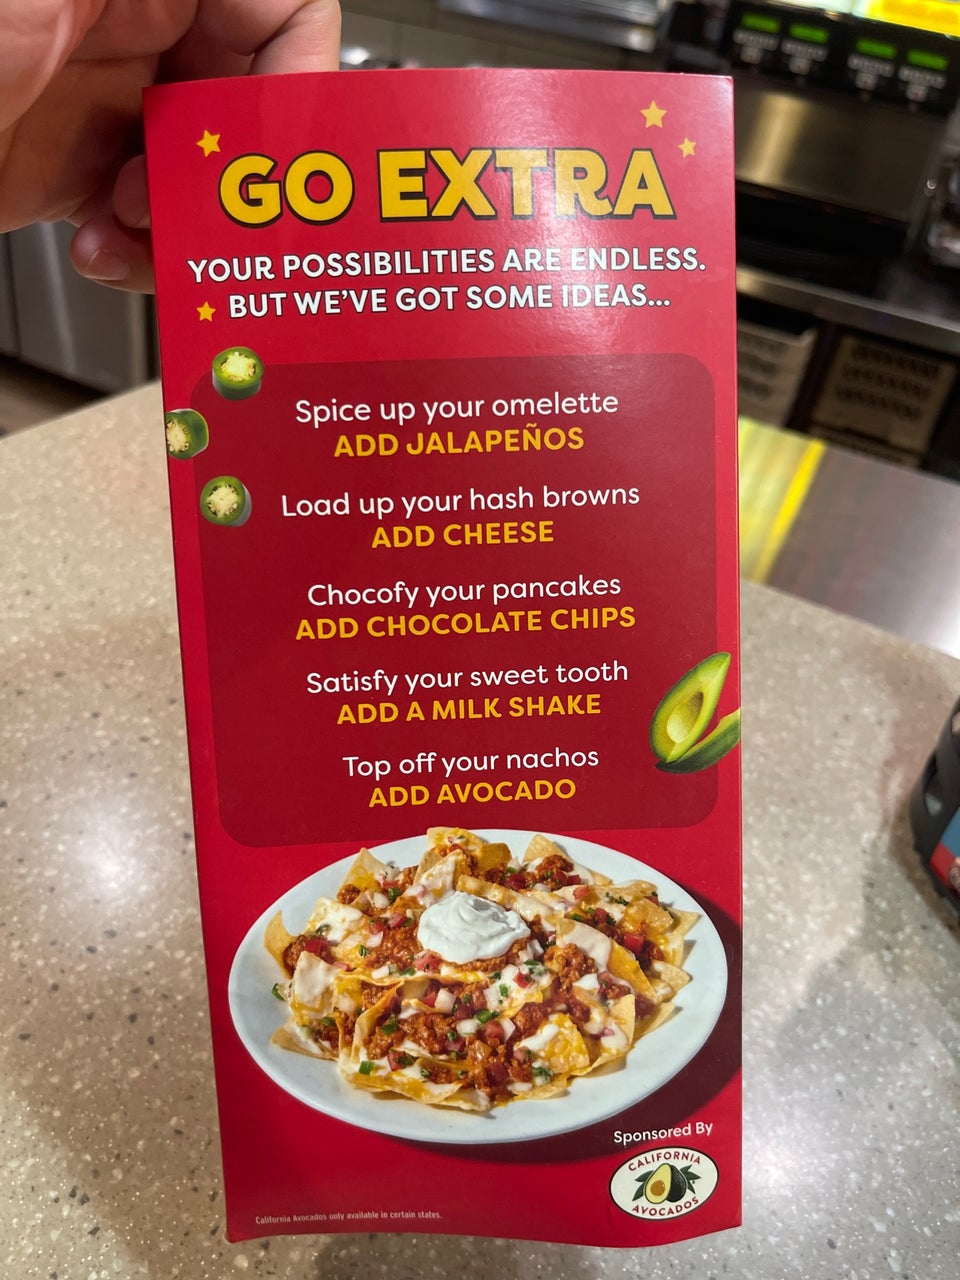 GO EXTRA
YOUR POSSIBILITIES ARE ENDLESS.
BUT WE'VE GOT SOME IDEAS...
Spice up your omelette
ADD JALAPEÑOS
Load up your hash browns
ADD CHEESE
Chocofy your pancakes
ADD CHOCOLATE CHIPS
Satisfy your sweet tooth
ADD A MILK SHAKE
Top off your nachos
ADD AVOCADO
Sponsored By
CALIFORNIA
AVOCADOS
California Avocados only available in certain states.